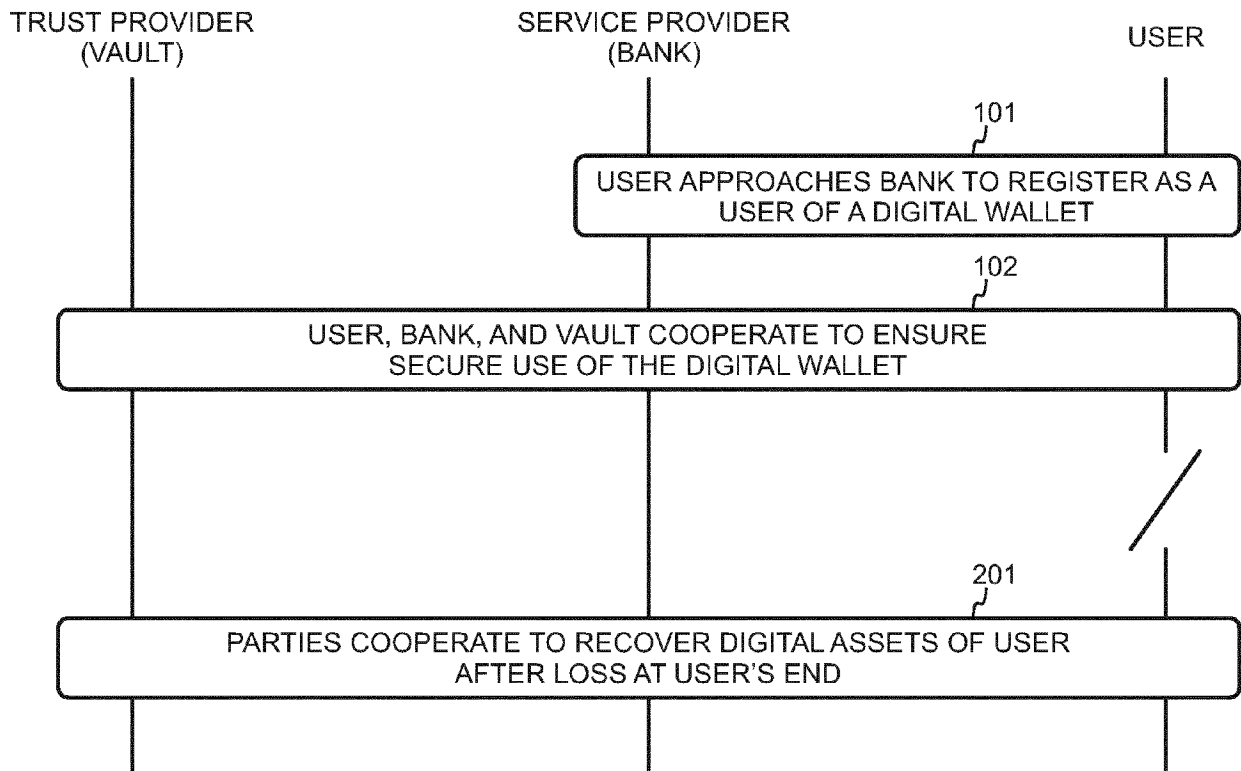 TRUST PROVIDER
(VAULT)
SERVICE PROVIDER
(BANK)
USER
101
USER APPROACHES BANK TO REGISTER AS A
USER OF A DIGITAL WALLET
102
USER, BANK, AND VAULT COOPERATE TO ENSURE
SECURE USE OF THE DIGITAL WALLET
201
PARTIES COOPERATE TO RECOVER DIGITAL ASSETS OF USER
AFTER LOSS AT USER'S END